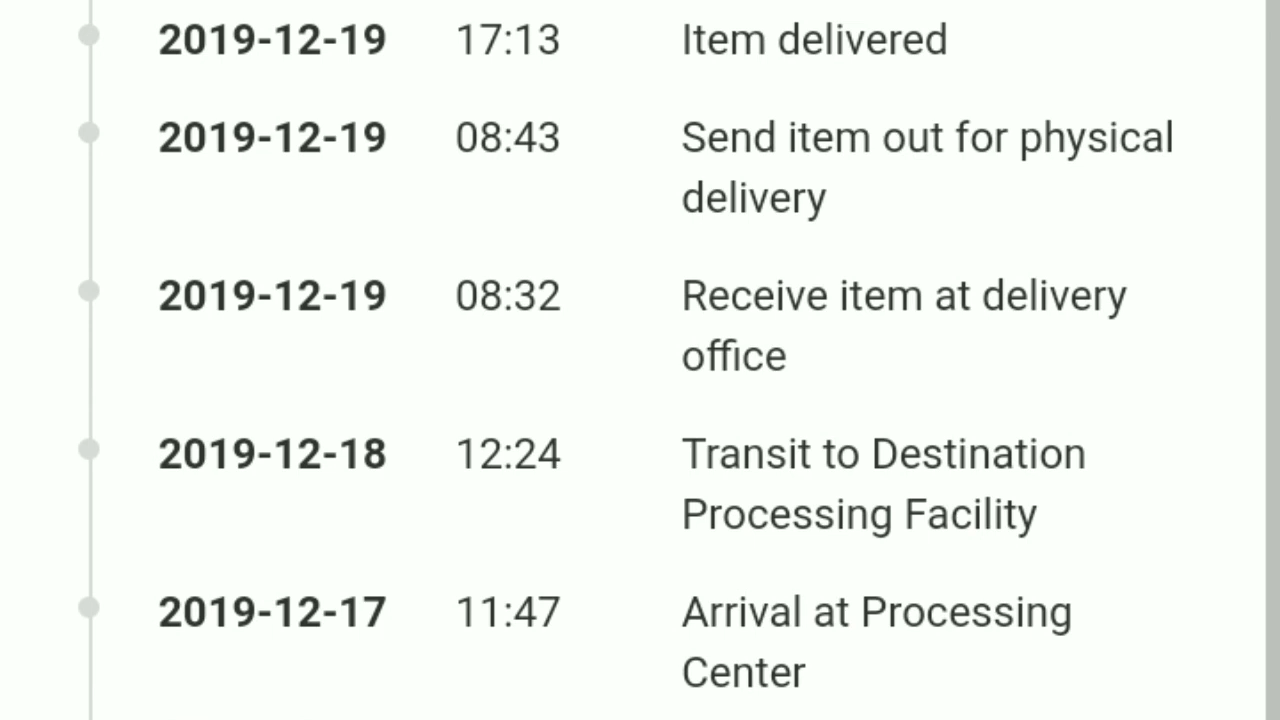 2019-12-19 17:13 Item delivered
2019-12-19 08:43 Send item out for physical
delivery
2019-12-19 08:32 Receive item at delivery
office
2019-12-18 12:24 Transit to Destination
Processing Facility
2019-12-17 11:47 Arrival at Processing
Center